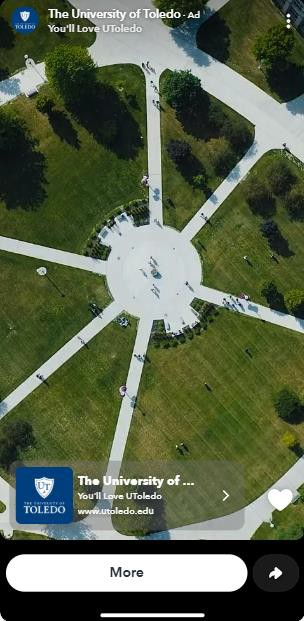 The University of Toledo · Ad
You'll Love UToledo
TOLEDO
The University of ...
You'll Love UToledo
www.utoledo.edu
UT
THE UNIVERSITY OF
TOLEDO
More